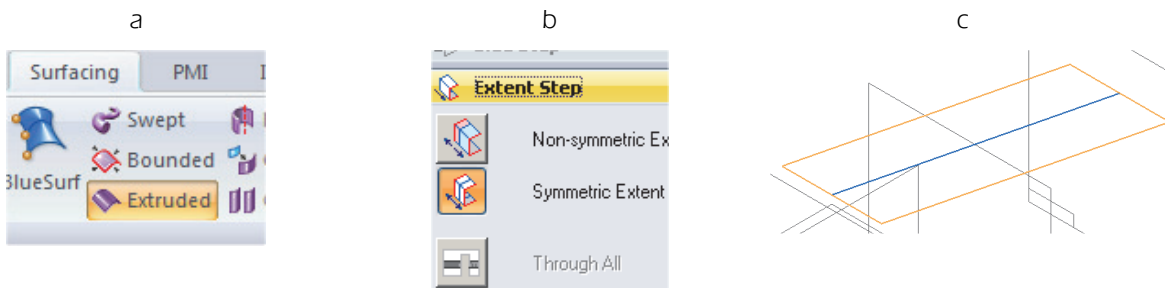 a
b
c
Surfacing PMI
Swept
Bounded
BlueSurf
Extruded
Extent Step
Non-symmetric Ex
Symmetric Extent
Through All